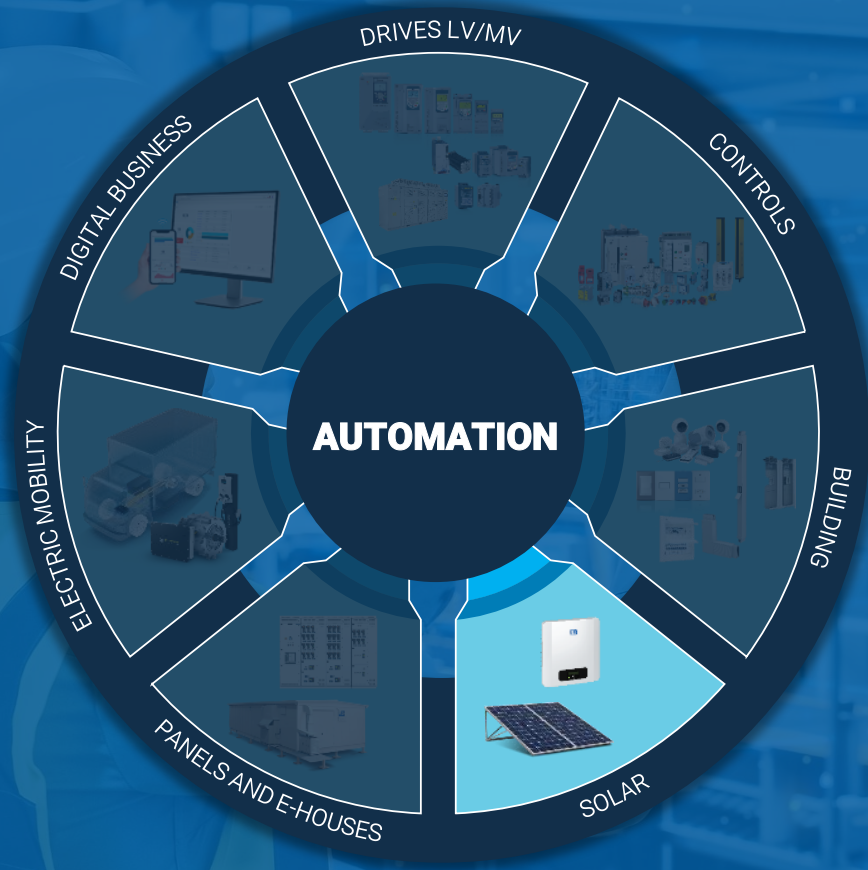 DRIVES LV/MV
CONTROLS
BUILDING
SOLAR
PANELS AND E-HOUSES
ELECTRIC MOBILITY
DIGITAL BUSINESS
AUTOMATION